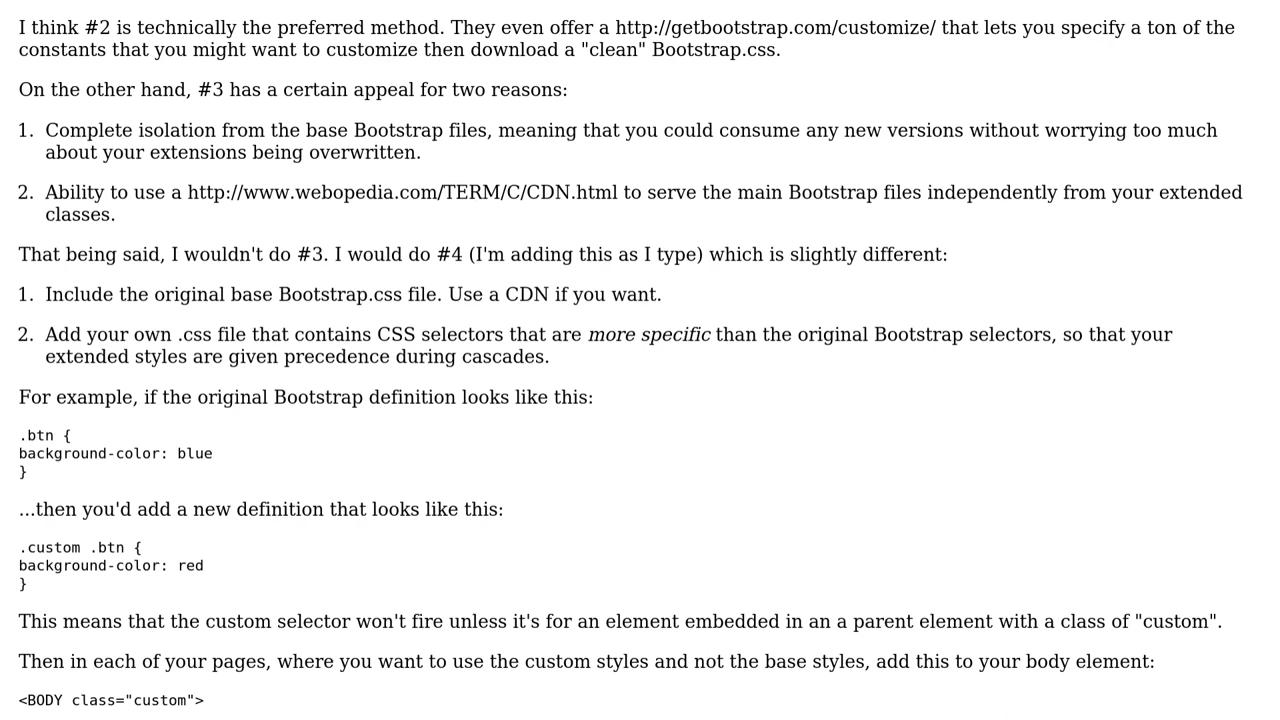 I think #2 is technically the preferred method. They even offer a http://getbootstrap.com/customize/ that lets you specify a ton of the
constants that you might want to customize then download a "clean" Bootstrap.css.
On the other hand, #3 has a certain appeal for two reasons:
1. Complete isolation from the base Bootstrap files, meaning that you could consume any new versions without worrying too much
about your extensions being overwritten.
2. Ability to use a http://www.webopedia.com/TERM/C/CDN.html to serve the main Bootstrap files independently from your extended
classes.
That being said, I wouldn't do #3. I would do #4 (I'm adding this as I type) which is slightly different:
1. Include the original base Bootstrap.css file. Use a CDN if you want.
2. Add your own .css file that contains CSS selectors that are more specific than the original Bootstrap selectors, so that your
extended styles are given precedence during cascades.
For example, if the original Bootstrap definition looks like this:
.btn {
background-color: blue
}
...then you'd add a new definition that looks like this:
.custom .btn {
background-color: red
}
This means that the custom selector won't fire unless it's for an element embedded in an a parent element with a class of "custom".
Then in each of your pages, where you want to use the custom styles and not the base styles, add this to your body element:
<BODY class="custom">